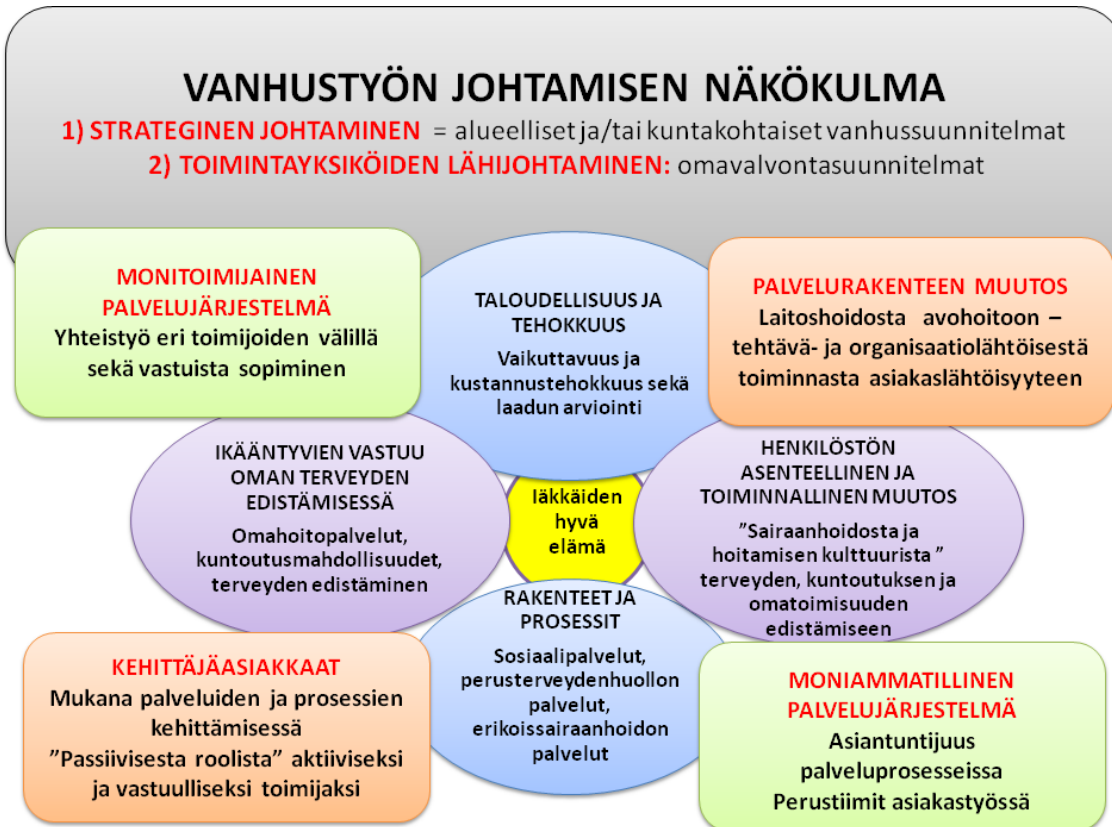 VANHUSTYÖN JOHTAMISEN NÄKÖKULMA
1) STRATEGINEN JOHTAMINEN = alueelliset ja/tai kuntakohtaiset vanhussuunnitelmat
2) TOIMINTAYKSIKÖIDEN LÄHIJOHTAMINEN: omavalvontasuunnitelmat
MONITOIMIJAINEN
PALVELUJÄRJESTELMÄ
Yhteistyö eri toimijoiden välillä
sekä vastuista sopiminen
TALOUDELLISUUS JA
TEHOKKUUS
Vaikuttavuus ja
kustannustehokkuus sekä
laadun arviointi
PALVELURAKENTEEN MUUTOS
Laitoshoidosta avohoitoon –
tehtävä- ja organisaatiolähtöisestä
toiminnasta asiakaslähtöisyyteen
IKÄÄNTYVIEN VASTUU
OMAN TERVEYDEN
EDISTÄMISESSÄ
Omahoitopalvelut,
kuntoutusmahdollisuudet,
terveyden edistäminen
Iäkkäiden
hyvä
elämä
HENKILÖSTÖN
ASENTEELLINEN JA
TOIMINNALLINEN MUUTOS
”Sairaanhoidosta ja
hoitamisen kulttuurista ”
terveyden, kuntoutuksen ja
omatoimisuuden
edistämiseen
RAKENTEET JA
PROSESSIT
Sosiaalipalvelut,
perusterveydenhuollon
palvelut,
erikoissairaanhoidon
palvelut
KEHITTÄJÄASIAKKAAT
Mukana palveluiden ja prosessien
kehittämisessä
”Passiivisesta roolista” aktiiviseksi
ja vastuulliseksi toimijaksi
MONIAMMATILLINEN
PALVELUJÄRJESTELMÄ
Asiantuntijuus
palveluprosesseissa
Perustiimit asiakastyössä